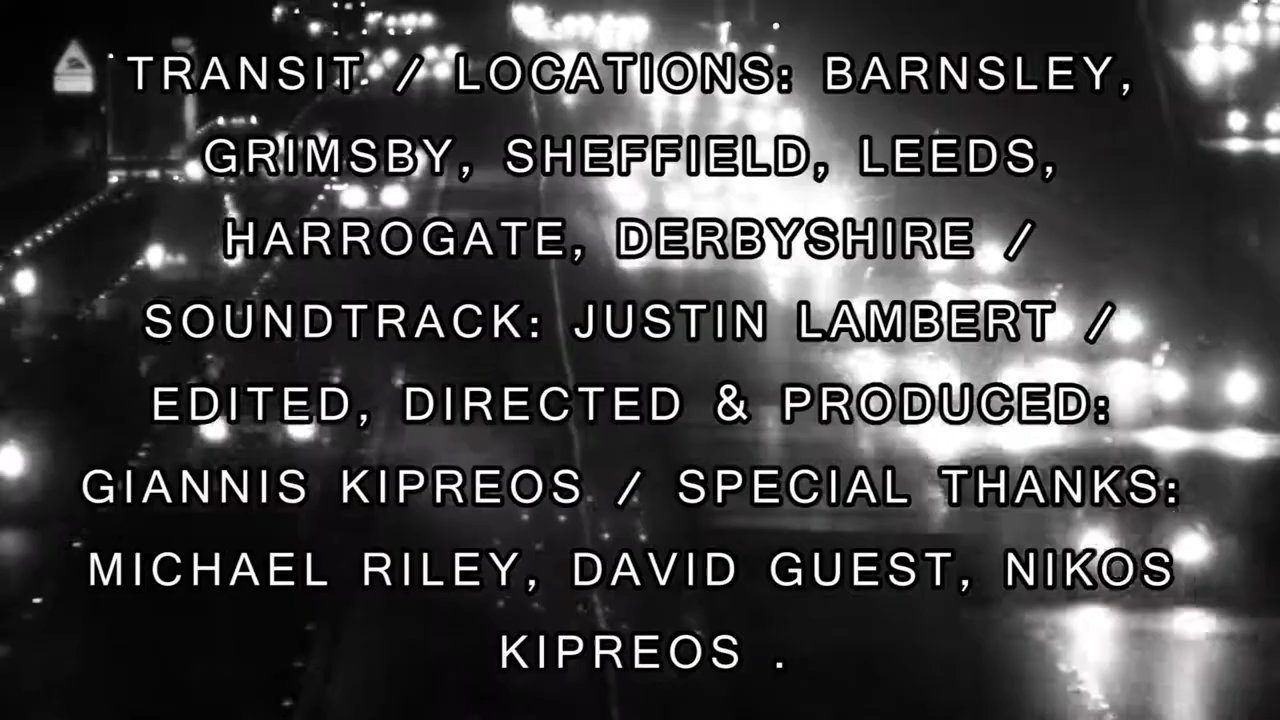 TRANSIT / LOCATIONS: BARNSLEY,
GRIMSBY, SHEFFIELD, LEEDS,
HARROGATE, DERBYSHIRE /
SOUNDTRACK: JUSTIN LAMBERT /
EDITED, DIRECTED & PRODUCED:
GIANNIS KIPREOS / SPECIAL THANKS:
MICHAEL RILEY, DAVID GUEST, NIKOS
KIPREOS .